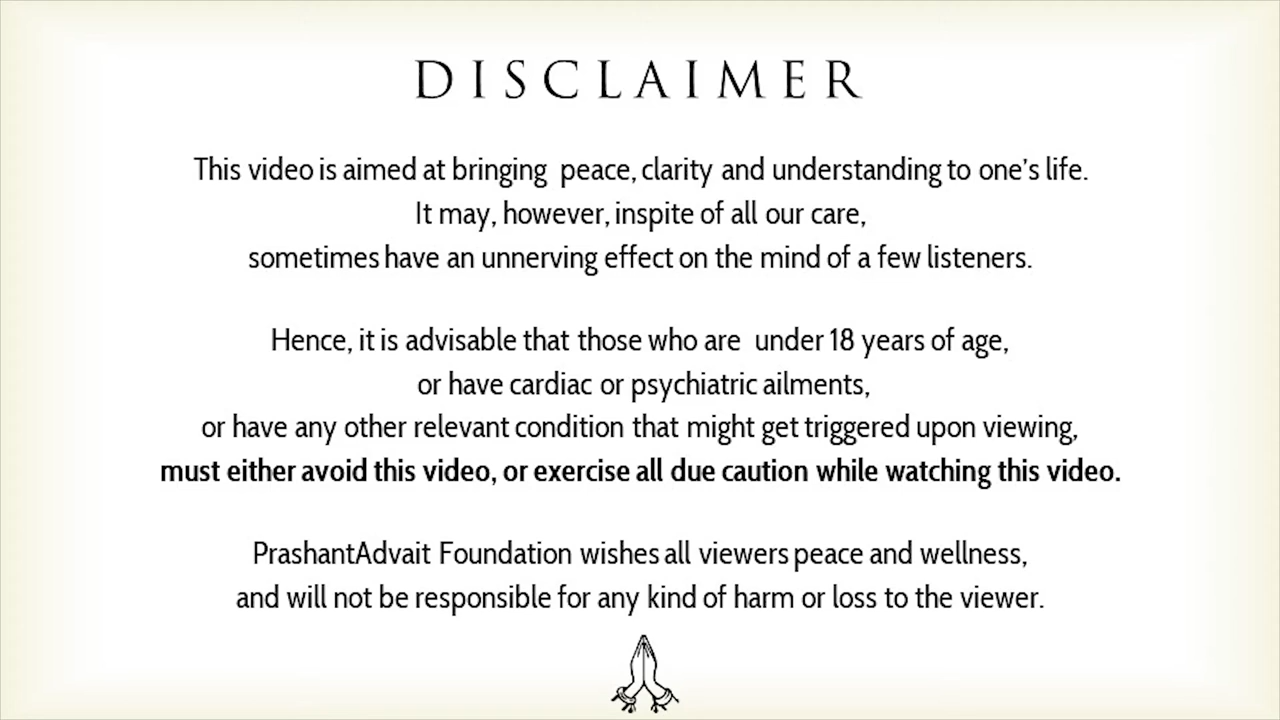 DISCLAIMER
This video is aimed at bringing peace, clarity and understanding to one's life.
It may, however, inspite of all our care,
sometimes have an unnerving effect on the mind of a few listeners.
Hence, it is advisable that those who are under 18 years of age,
or have cardiac or psychiatric ailments,
or have any other relevant condition that might get triggered upon viewing,
must either avoid this video, or exercise all due caution while watching this video.
PrashantAdvait Foundation wishes all viewers peace and wellness,
and will not be responsible for any kind of harm or loss to the viewer.